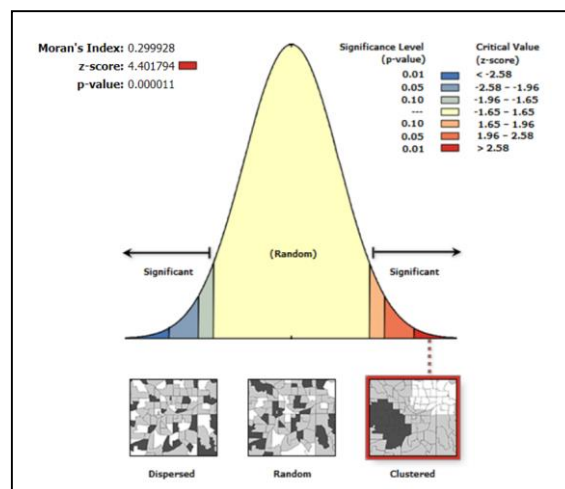 Moran's Index: 0.299928
z-score: 4.401794
p-value: 0.000011
Significance Level
(p-value)
Critical Value
(z-score)
0.01 < -2.58
0.05 -2.58 – -1.96
0.10 -1.96 – -1.65
--- -1.65 – 1.65
0.10 1.65 – 1.96
0.05 1.96 – 2.58
0.01 > 2.58
(Random)
Significant
Significant
Dispersed
Random
Clustered